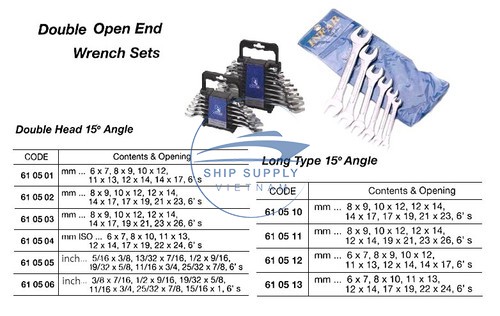 Double Open End
Wrench Sets
Double Head 15° Angle
CODE Contents & Opening
61 05 01 mm ... 6 x 7, 8 x 9, 10 x 12,
11 x 13, 12 x 14, 14 x 17, 6' s
61 05 02 mm ... 8 x 9, 10 x 12, 12 x 14,
14 x 17, 19 x 21, 23 x 26, 6' s
61 05 03 mm ... 8 x 9, 10 x 12, 12 x 14,
14 x 17, 19 x 21, 23 x 26, 6' s
61 05 04 mm ISO ... 6 x 7, 8 x 10, 11 x 13,
12 x 14, 17 x 19, 22 x 24, 6' s
61 05 05 inch... 5/16 x 3/8, 13/32 x 7/16, 1/2 x 9/16,
19/32 x 5/8, 11/16 x 3/4, 25/32 x 7/8, 6' s
61 05 06 inch... 3/8 x 7/16, 1/2 x 9/16, 19/32 x 5/8,
11/16 x 3/4, 25/32 x 7/8, 15/16 x 1, 6' s
SHIP SUPPLY
VIETNAM
Long Type 15° Angle
CODE Contents & Opening
61 05 10 mm ... 8 x 9, 10 x 12, 12 x 14,
14 x 17, 17 x 19, 21 x 23, 6' s
61 05 11 mm ... 8 x 9, 10 x 12, 12 x 14,
12 x 14, 19 x 21, 23 x 26, 6' s
61 05 12 mm ... 6 x 7, 8 x 9, 10 x 12,
11 x 13, 12 x 14, 14 x 17, 6' s
61 05 13 mm ... 6 x 7, 8 x 10, 11 x 13,
12 x 14, 17 x 19, 22 x 24, 6' s